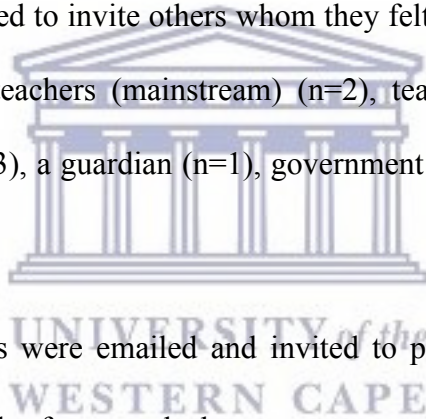 ed to invite others whom they felt
eachers (mainstream) (n=2), tea
3), a guardian (n=1), government
UNIVERSITY of the
s were emailed and invited to p
WESTERN CAPE